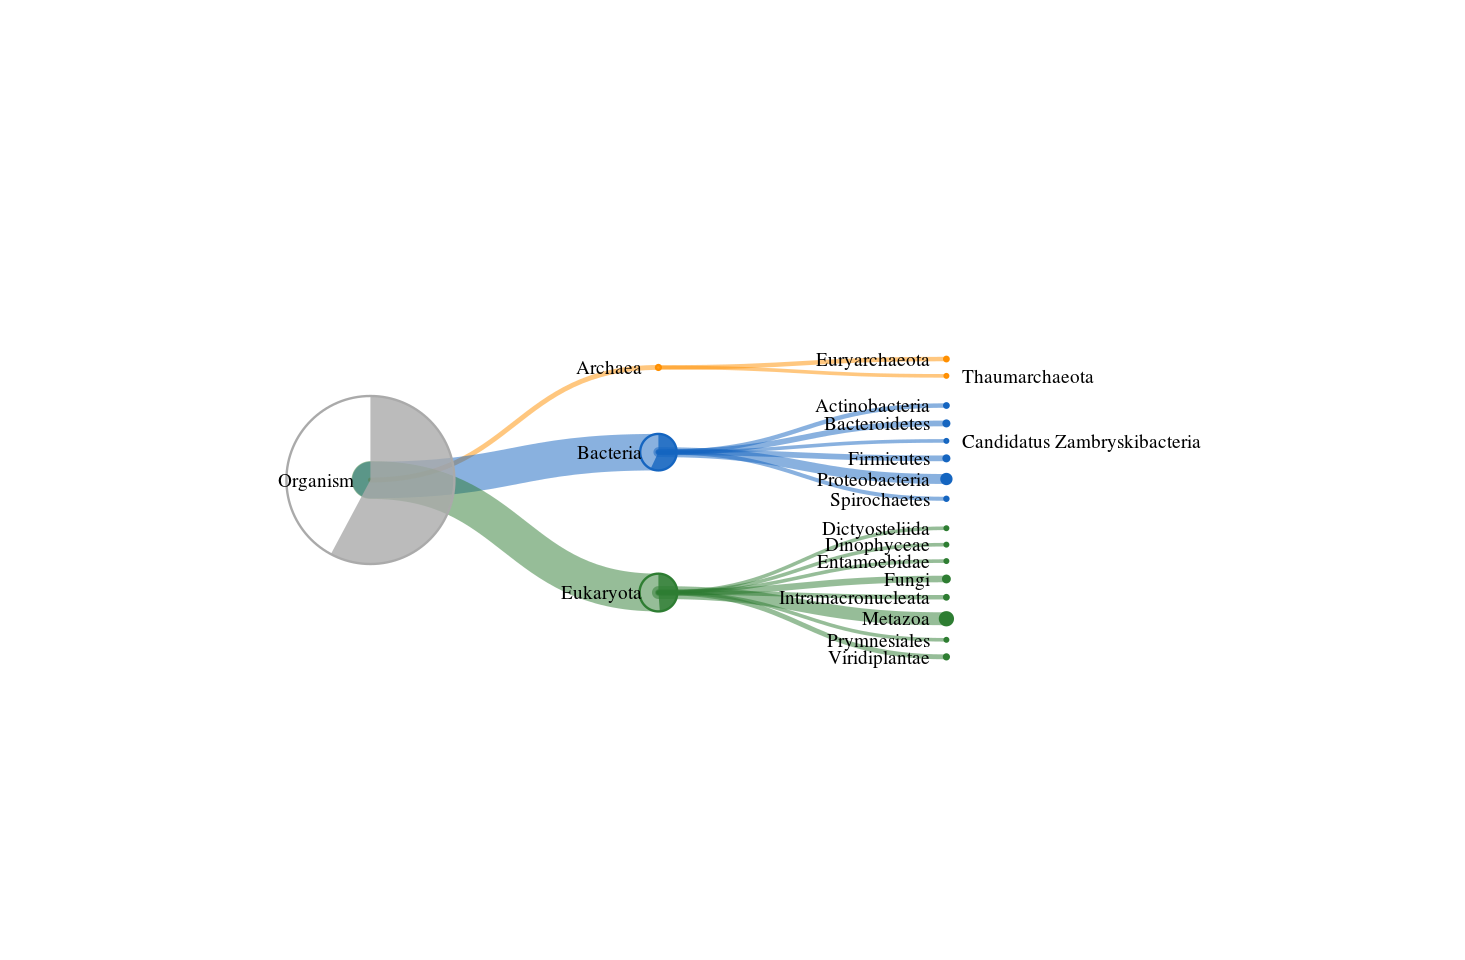 Organism
Archaea
Bacteria
Eukaryota
Euryarchaeota
Thaumarchaeota
Actinobacteria
Bacteroidetes
Candidatus Zambryskibacteria
Firmicutes
Proteobacteria
Spirochaetes
Dictyosteliida
Dinophyceae
Entamoebidae
Fungi
Intramacronucleata
Metazoa
Prymnesiales
Viridiplantae